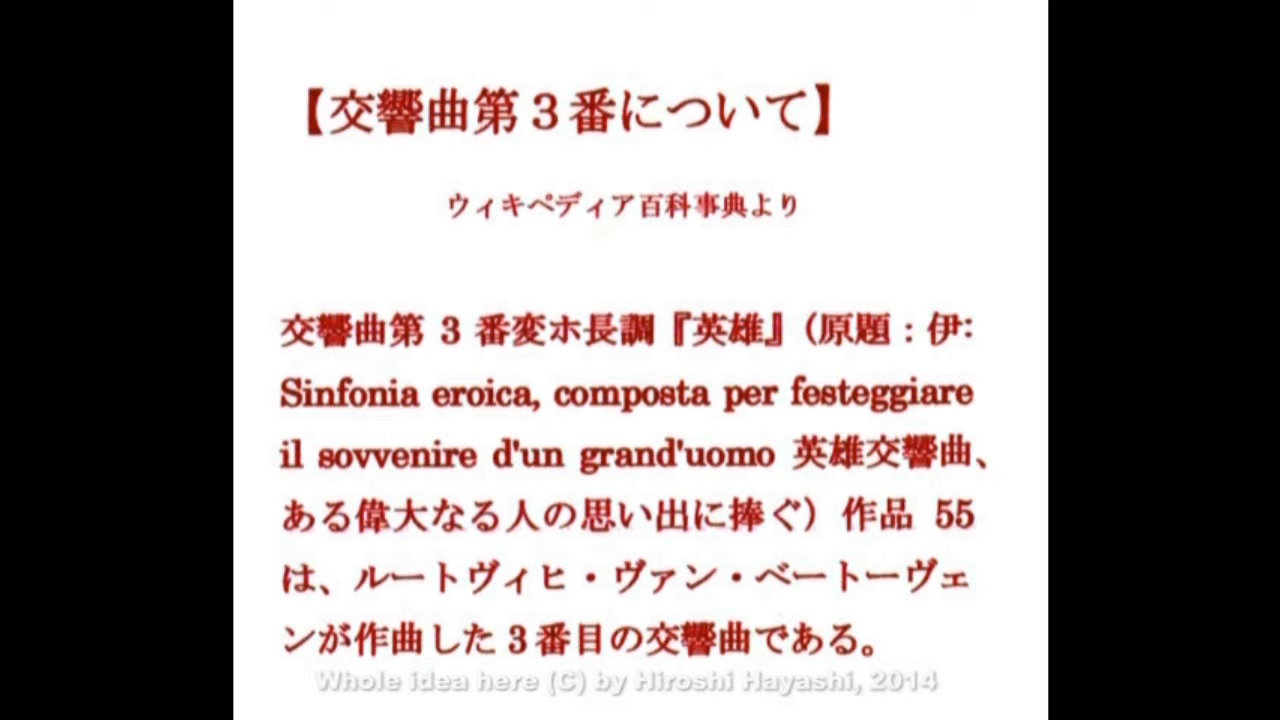 【交響曲第３番について】
ウィキペディア百科事典より
交響曲第 3 番変ホ長調『英雄』（原題：伊:
Sinfonia eroica, composta per festeggiare
il sovvenire d'un grand'uomo 英雄交響曲、
ある偉大なる人の思い出に捧ぐ）作品 55
は、ルートヴィヒ・ヴァン・ベートーヴェ
ンが作曲した 3 番目の交響曲である。
Whole idea here (C) by Hiroshi Hayashi, 2014